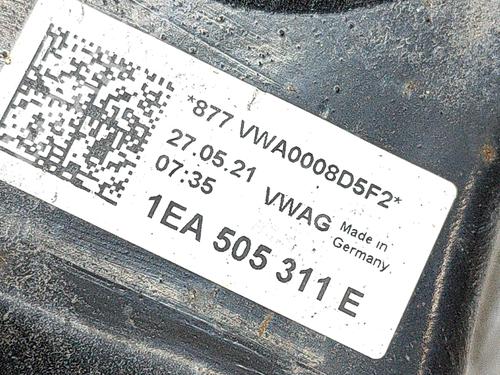 *877 VWA0008D5F2*
27.05.21
07:35 VWAG Made in
Germany
1EA 505 311 E